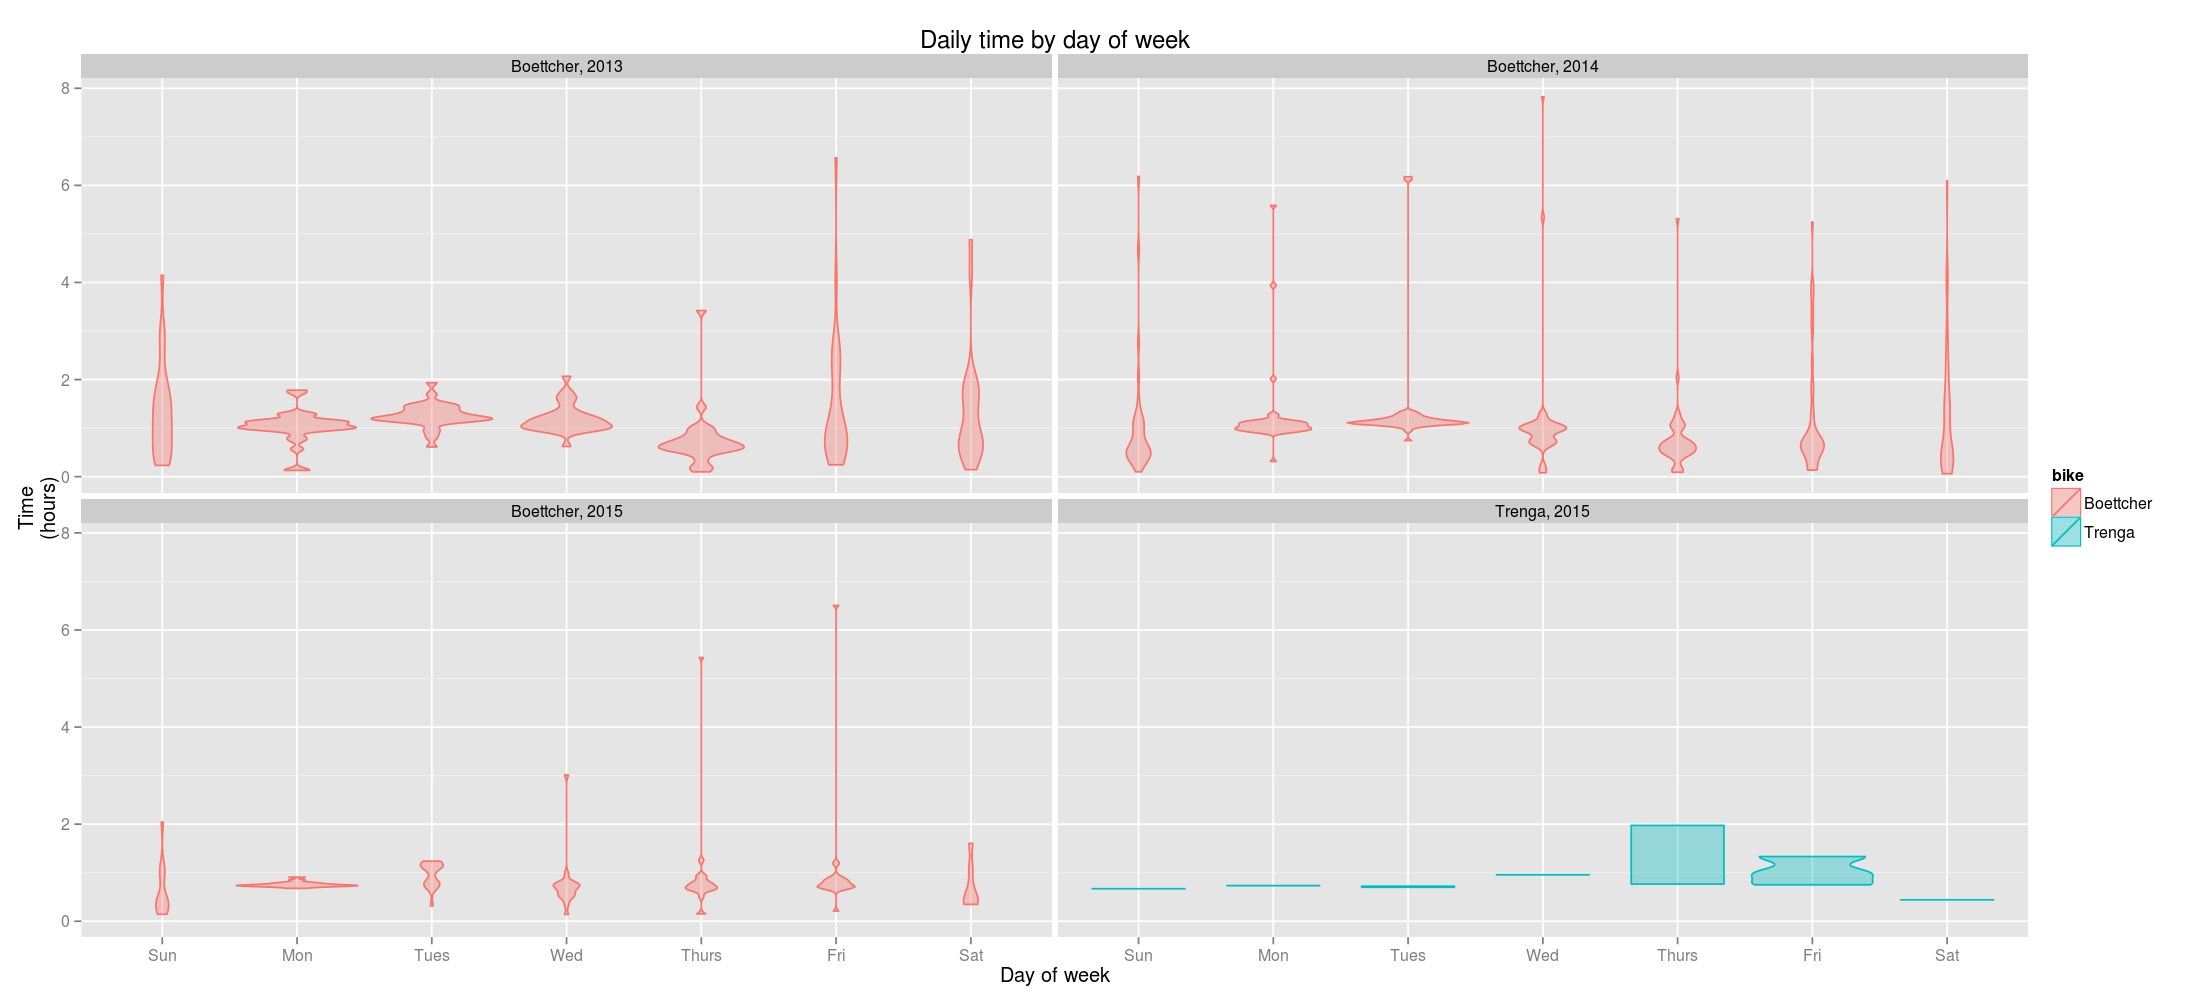 Daily time by day of week
Boettcher, 2013
Boettcher, 2014
8
6
4
2
0
Boettcher, 2015
Trenga, 2015
8
6
4
2
0
Time
(hours)
Sun Mon Tues Wed Thurs Fri Sat
Sun Mon Tues Wed Thurs Fri Sat
Day of week
bike
Boettcher
Trenga